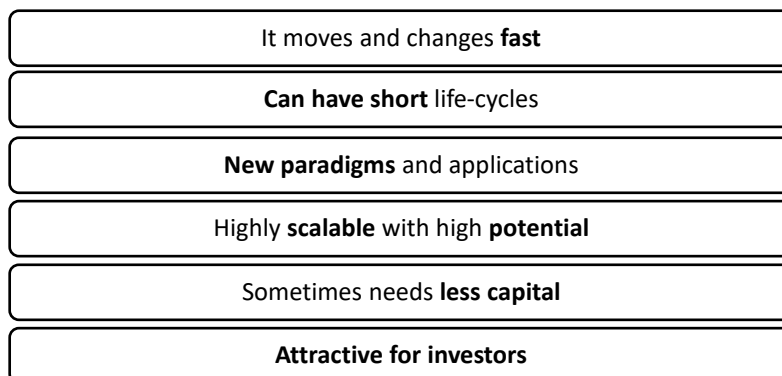 It moves and changes fast
Can have short life-cycles
New paradigms and applications
Highly scalable with high potential
Sometimes needs less capital
Attractive for investors